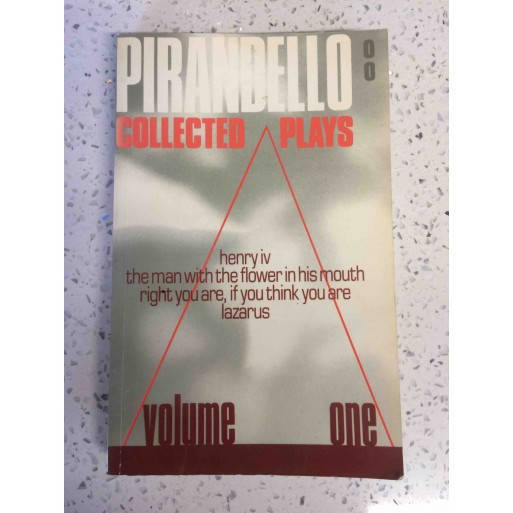 PIRANDELLO
COLLECTED PLAYS
henry iv
the man with the flower in his mouth
right you are, if you think you are
lazarus
volume one